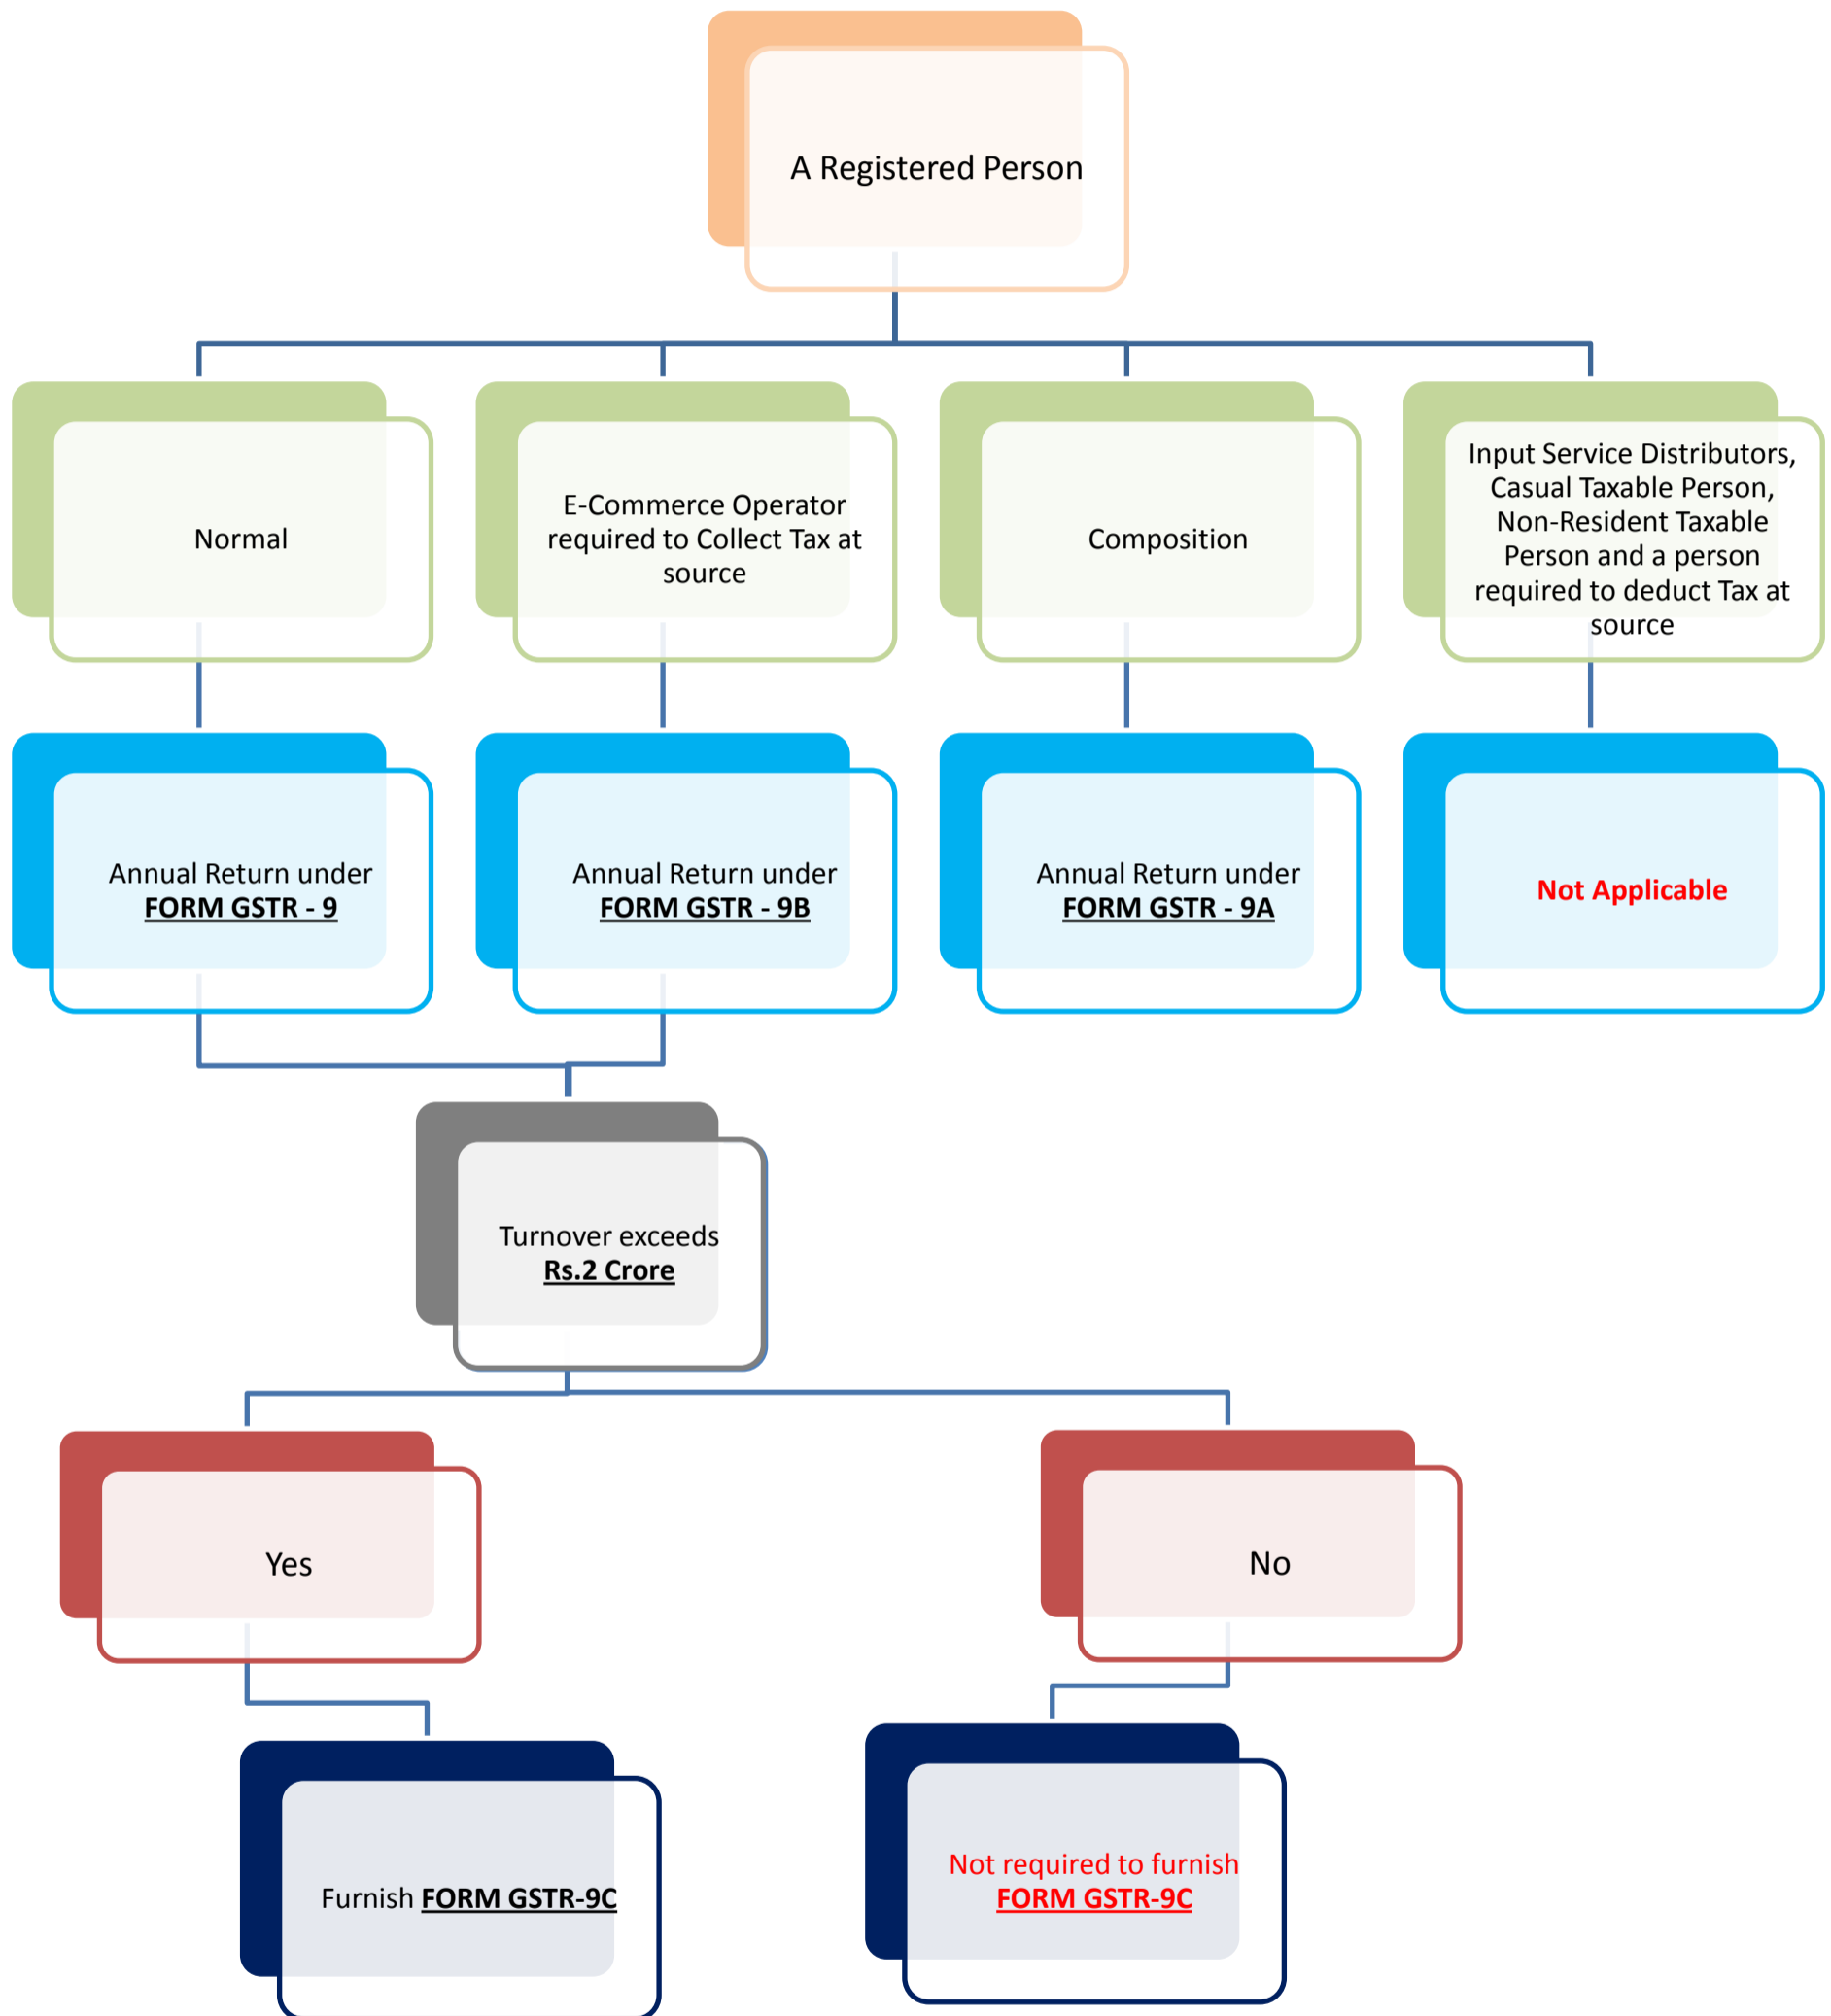 A Registered Person
Normal
E-Commerce Operator
required to Collect Tax at
source
Composition
Input Service Distributors,
Casual Taxable Person,
Non-Resident Taxable
Person and a person
required to deduct Tax at
source
Annual Return under
FORM GSTR - 9
Annual Return under
FORM GSTR - 9B
Annual Return under
FORM GSTR - 9A
Not Applicable
Turnover exceeds
Rs.2 Crore
Yes
No
Furnish FORM GSTR-9C
Not required to furnish
FORM GSTR-9C